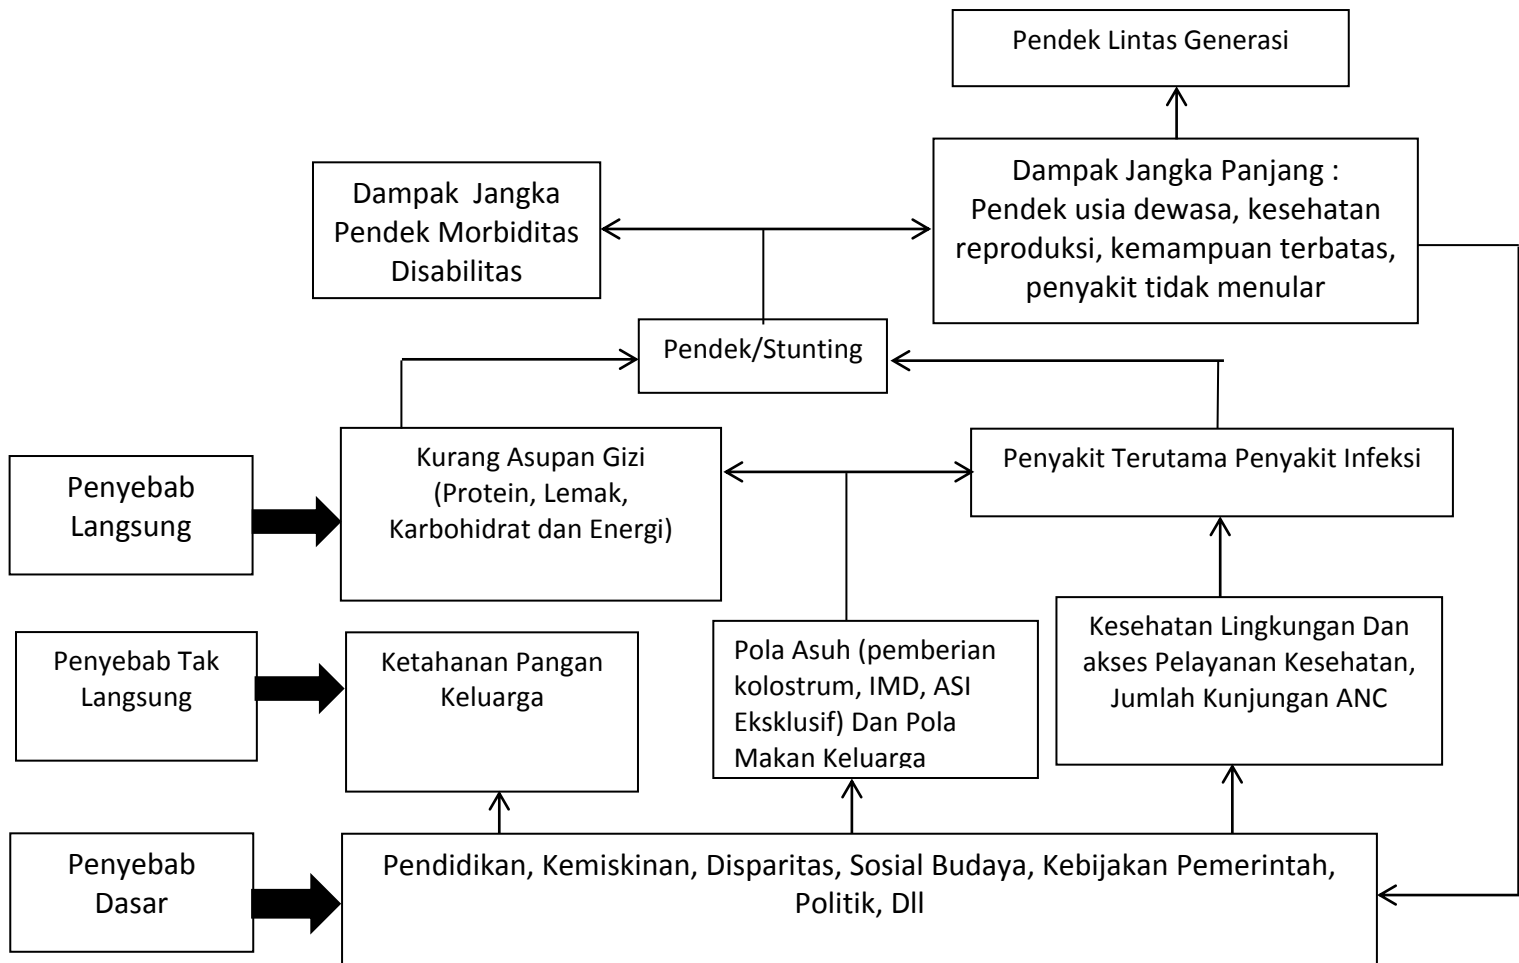 Pendek Lintas Generasi
Dampak Jangka
Pendek Morbiditas
Disabilitas
Dampak Jangka Panjang :
Pendek usia dewasa, kesehatan
reproduksi, kemampuan terbatas,
penyakit tidak menular
Pendek/Stunting
Penyebab
Langsung
Kurang Asupan Gizi
(Protein, Lemak,
Karbohidrat dan Energi)
Penyakit Terutama Penyakit Infeksi
Penyebab Tak
Langsung
Ketahanan Pangan
Keluarga
Pola Asuh (pemberian
kolostrum, IMD, ASI
Eksklusif) Dan Pola
Makan Keluarga
Kesehatan Lingkungan Dan
akses Pelayanan Kesehatan,
Jumlah Kunjungan ANC
Penyebab
Dasar
Pendidikan, Kemiskinan, Disparitas, Sosial Budaya, Kebijakan Pemerintah,
Politik, Dll